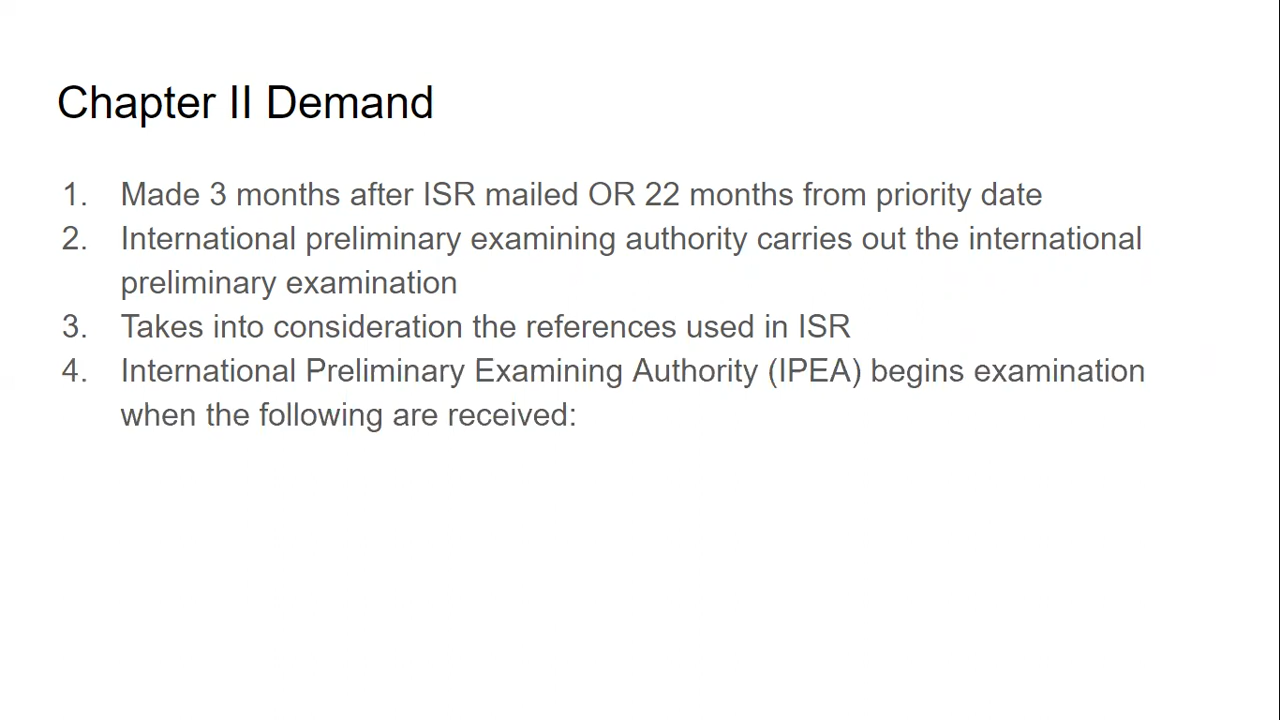 Chapter II Demand
1. Made 3 months after ISR mailed OR 22 months from priority date
2. International preliminary examining authority carries out the international
preliminary examination
3. Takes into consideration the references used in ISR
4. International Preliminary Examining Authority (IPEA) begins examination
when the following are received: